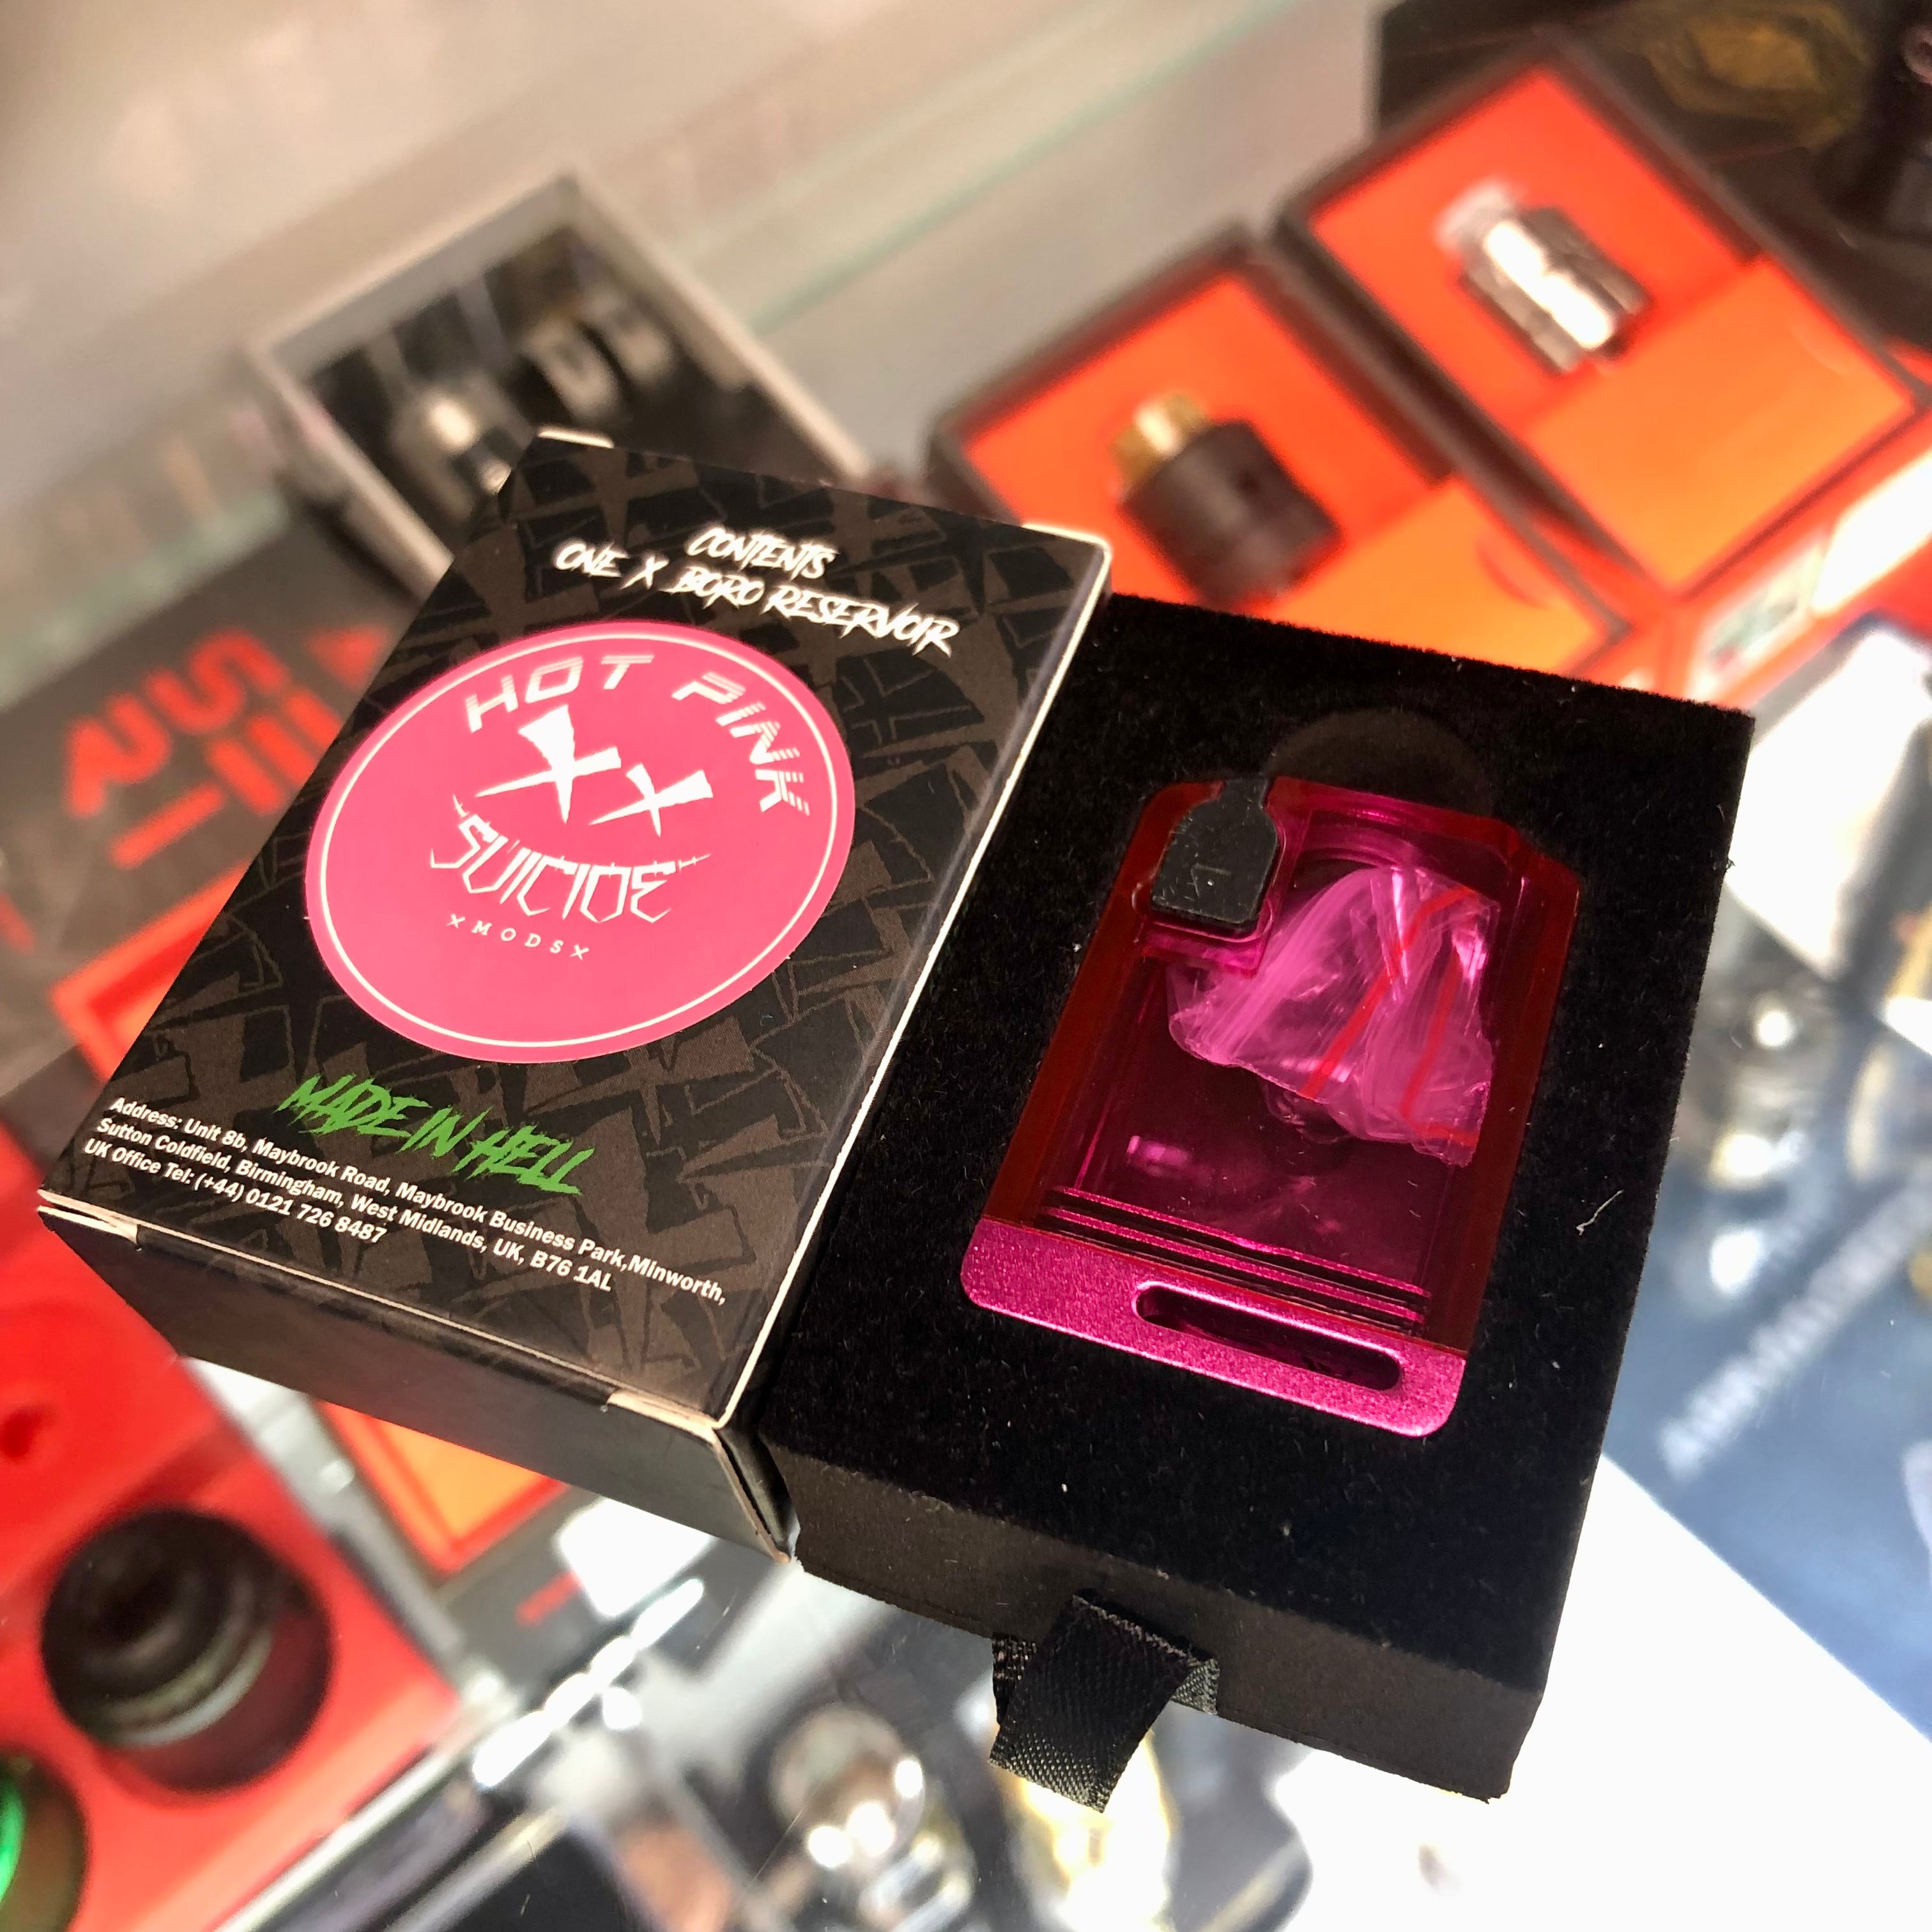 CONTENTS
ONE X BORO RESERVOIR
HOT PINK
SUICIDE
XMODSX
MADE IN HELL
Address: Unit 8b, Maybrook Road, Maybrook Business Park,Minworth,
Sutton Coldfield, Birmingham, West Midlands, UK, B76 1AL
UK Office Tel: (+44) 0121 726 8487